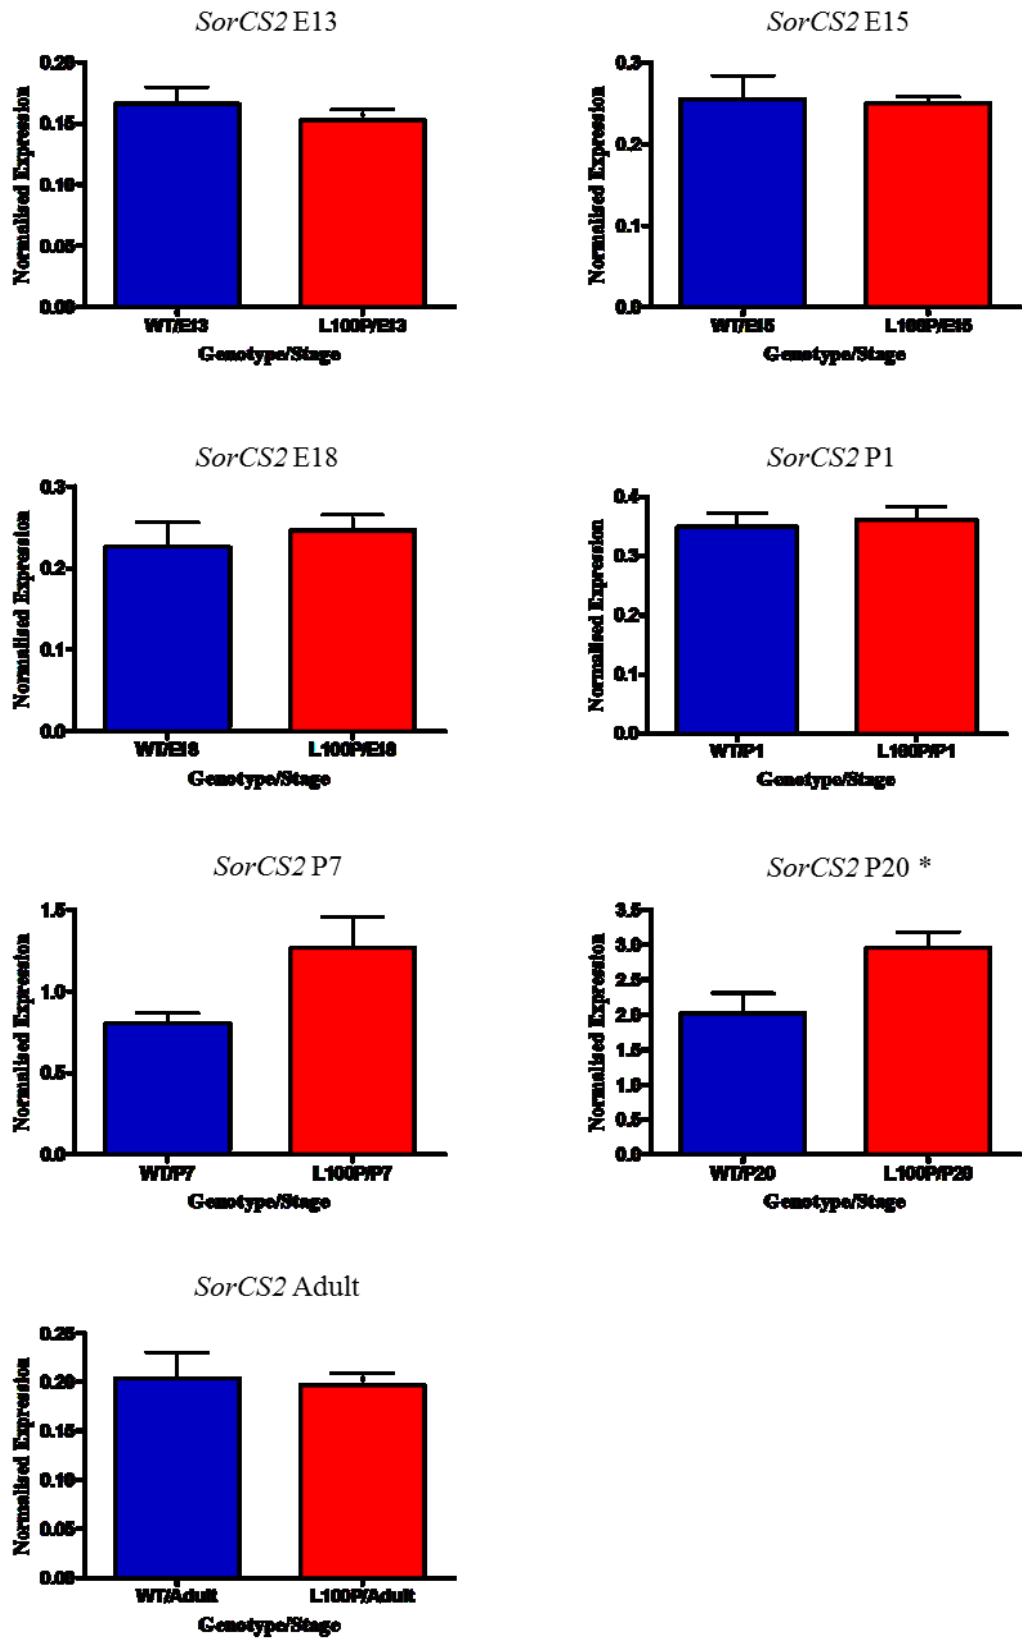 SorCS2 E13
SorCS2 E15
0.20
0.15
0.10
0.05
0.00
Normalised Expression
WT/E13 L100P/E13
Genotype/Stage
0.3
0.2
0.1
0.0
Normalised Expression
WT/E15 L100P/E15
Genotype/Stage
SorCS2 E18
SorCS2 P1
0.3
0.2
0.1
0.0
Normalised Expression
WT/E18 L100P/E18
Genotype/Stage
0.4
0.3
0.2
0.1
0.0
Normalised Expression
WT/P1 L100P/P1
Genotype/Stage
SorCS2 P7
SorCS2 P20 *
1.5
1.0
0.5
0.0
Normalised Expression
WT/P7 L100P/P7
Genotype/Stage
3.5
3.0
2.5
2.0
1.5
1.0
0.5
0.0
Normalised Expression
WT/P20 L100P/P20
Genotype/Stage
SorCS2 Adult
0.25
0.20
0.15
0.10
0.05
0.00
Normalised Expression
WT/Adult L100P/Adult
Genotype/Stage